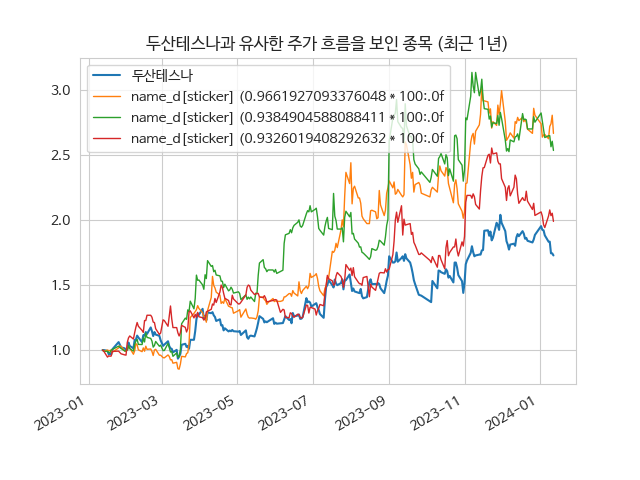 두산테스나과 유사한 주가 흐름을 보인 종목 (최근 1년)
두산테스나
name_d[sticker] (0.9661927093376048 * 100:.0f
name_d[sticker] (0.9384904588088411 * 100:.0f
name_d[sticker] (0.9326019408292632 * 100:.0f
3.0
2.5
2.0
1.5
1.0
2023-01
2023-03
2023-05
2023-07
2023-09
2023-11
2024-01